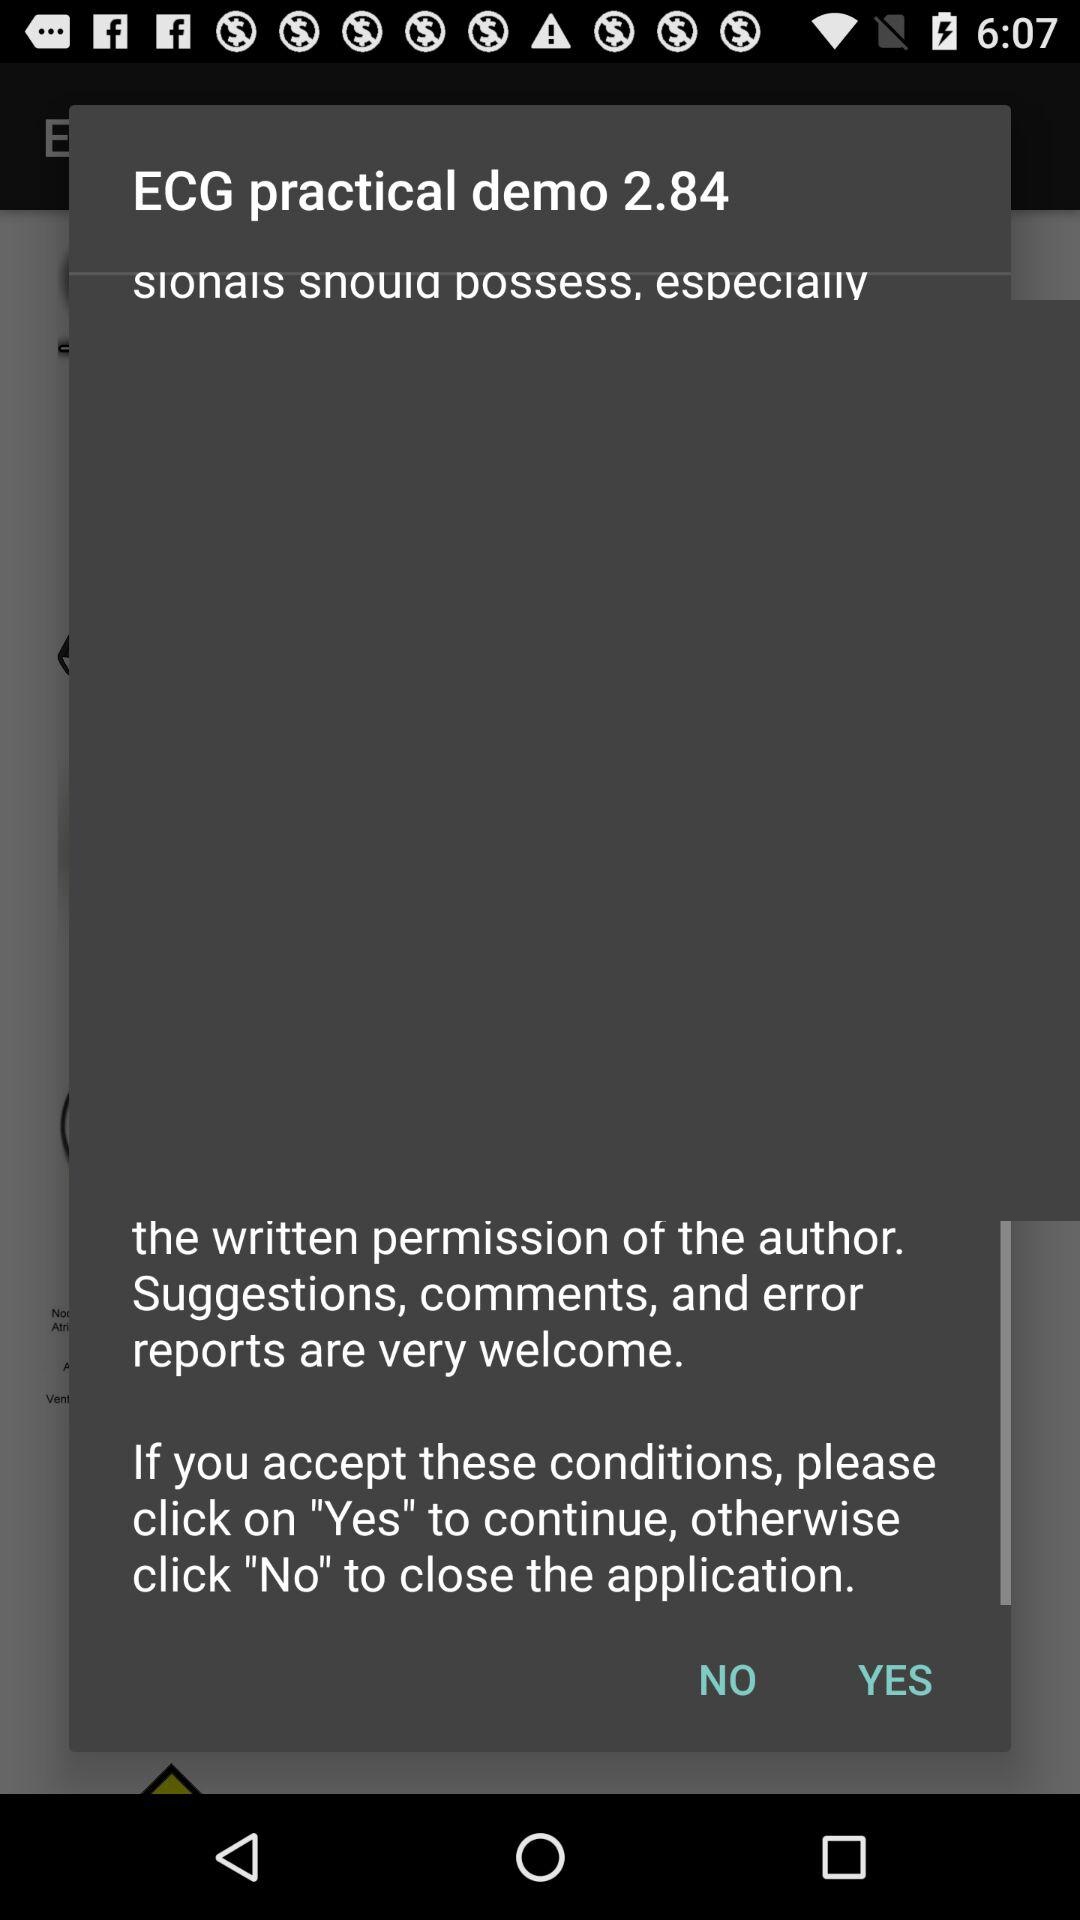 6:07
E
ECG practical demo 2.84
sionals should possess, especially
the written permission of the author.
Suggestions, comments, and error
reports are very welcome.
If you accept these conditions, please
click on "Yes" to continue, otherwise
click "No" to close the application.
NO YES
Atri
A
Vent